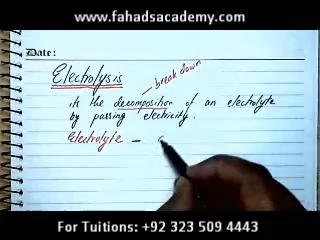 www.fahadsacademy.com
Date:
Electrolysis
break down
its the decomposition of an electrolyte
by passing electricity.
Electrolyte –
For Tuitions: +92 323 509 4443